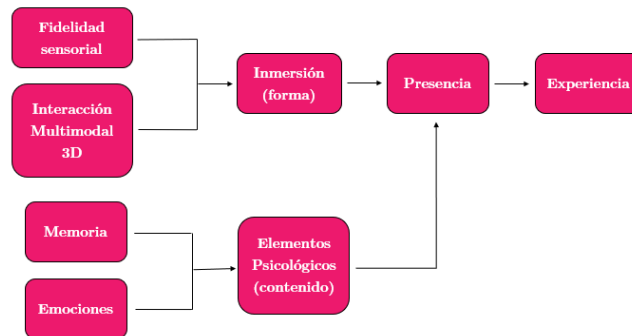 Fidelidad
sensorial
Interacción
Multimodal
3D
Inmersión
(forma)
Presencia
Experiencia
Memoria
Emociones
Elementos
Psicológicos
(contenido)